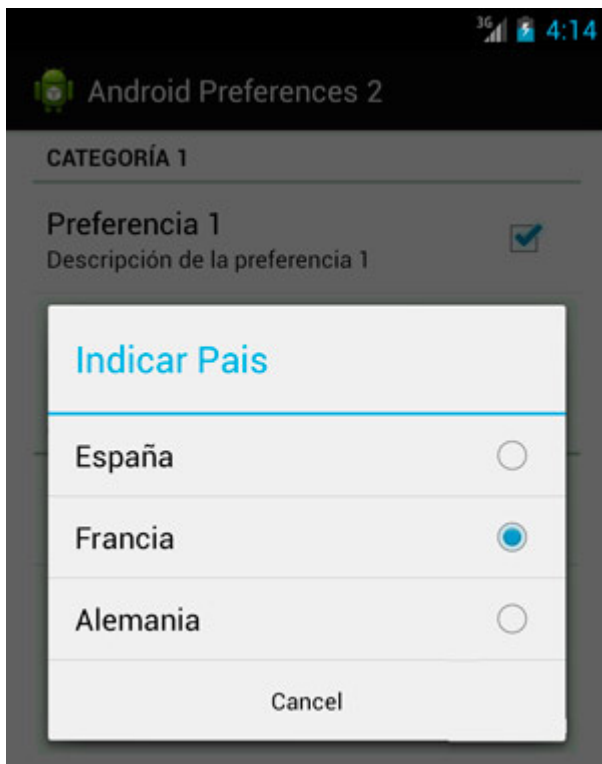 3G 4:14
Android Preferences 2
CATEGORÍA 1
Preferencia 1
Descripción de la preferencia 1
Indicar Pais
España
Francia
Alemania
Cancel